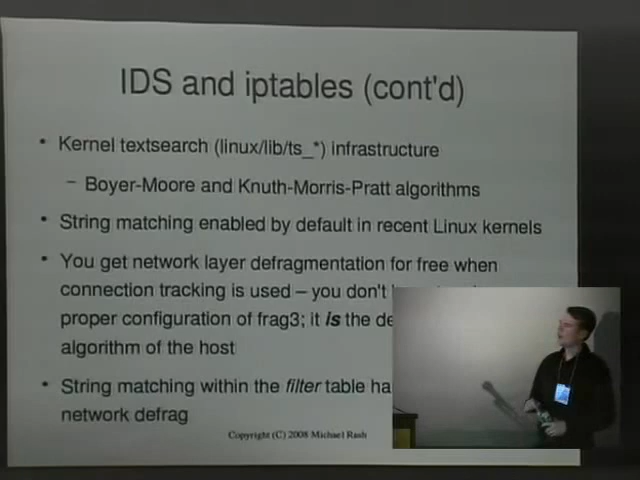 IDS and iptables (cont'd)
• Kernel textsearch (linux/lib/ts_*) infrastructure
– Boyer-Moore and Knuth-Morris-Pratt algorithms
• String matching enabled by default in recent Linux kernels
• You get network layer defragmentation for free when
connection tracking is used – you don't
proper configuration of frag3; it is the
algorithm of the host
• String matching within the filter table
network defrag
Copyright (C) 2008 Michael Rash